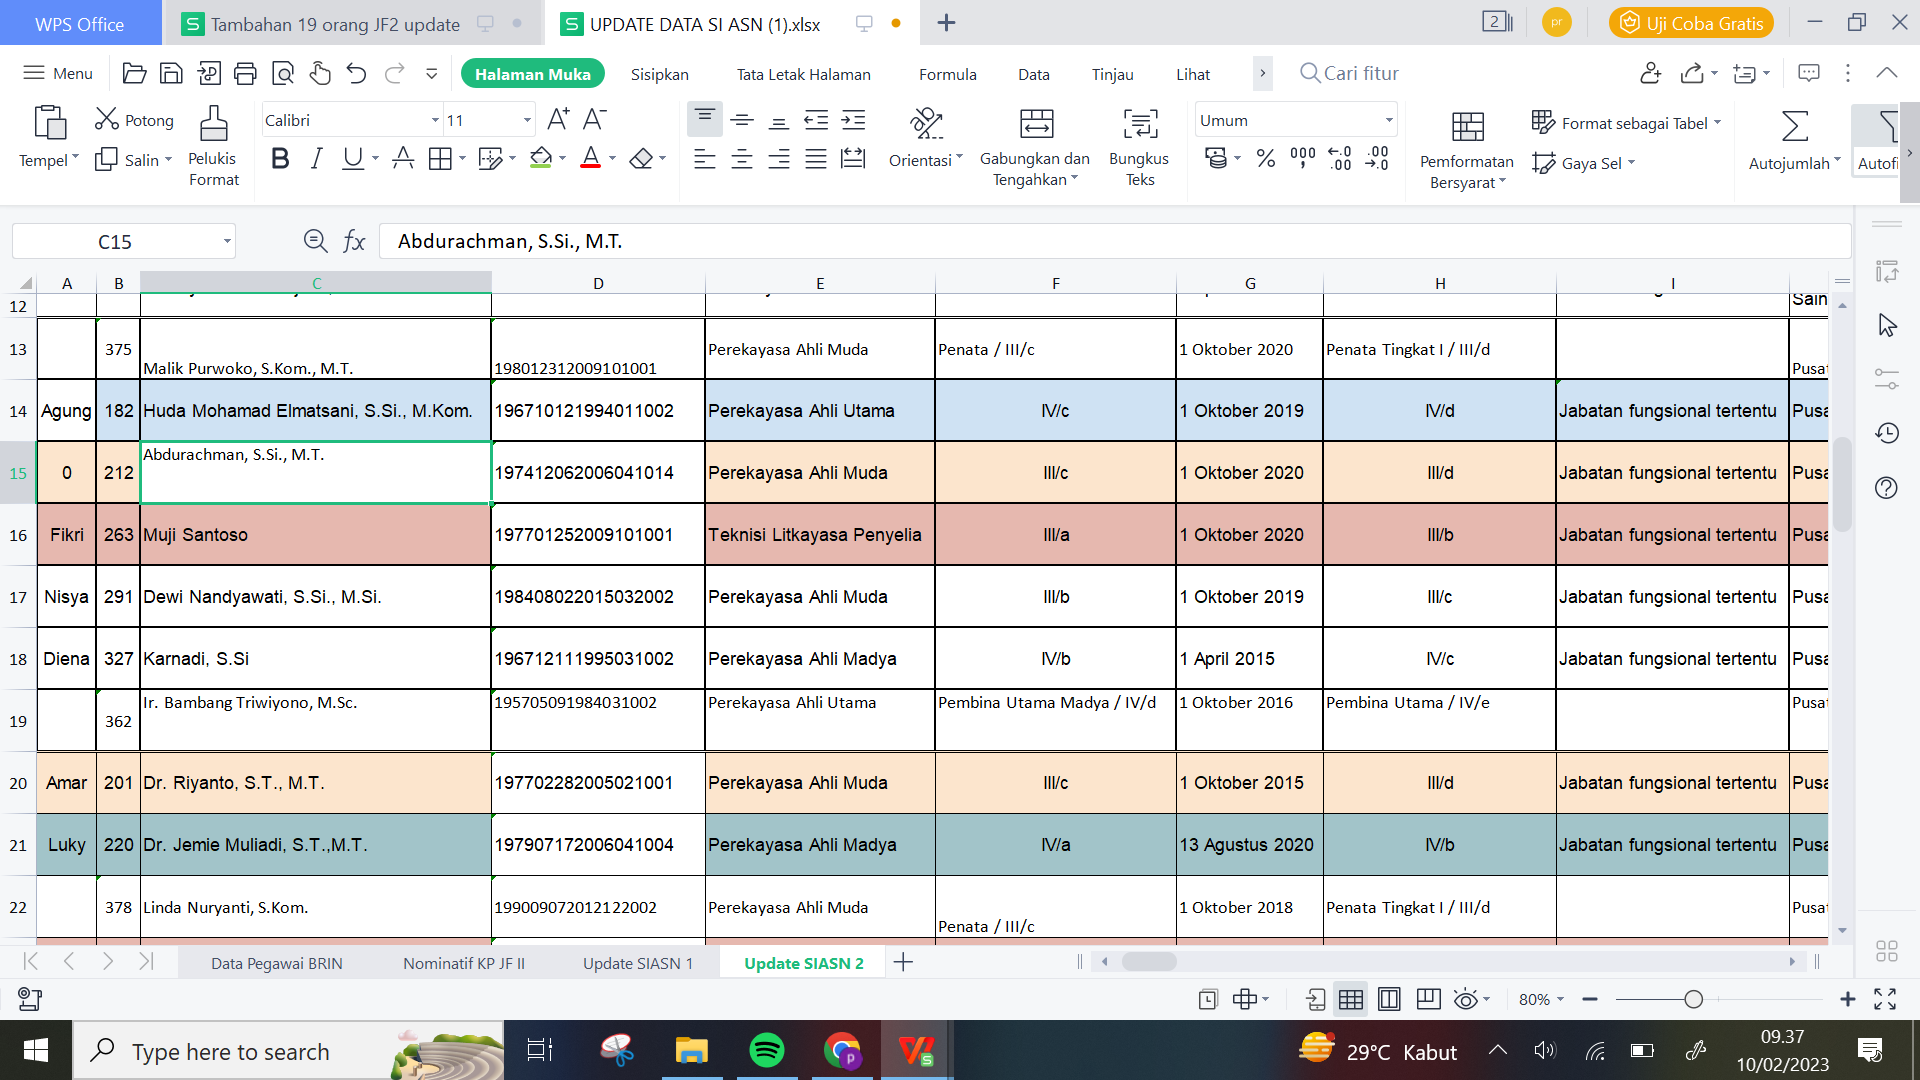 WPS Office
Tambahan 19 orang JF2 update
UPDATE DATA SI ASN (1).xlsx
2
pr
Uji Coba Gratis
Menu
Halaman Muka
Sisipkan
Tata Letak Halaman
Formula
Data
Tinjau
Lihat
Cari fitur
Tempel
Potong
Salin
Pelukis Format
Calibri
11
Orientasi
Gabungkan dan Tengahkan
Bungkus Teks
Umum
Pemformatan Bersyarat
Format sebagai Tabel
Gaya Sel
Autojumlah
Autofi
C15
fx
Abdurachman, S.Si., M.T.
A B C D E F G H I
12 Sain
13 375 Malik Purwoko, S.Kom., M.T. 198012312009101001 Perekayasa Ahli Muda Penata / III/c 1 Oktober 2020 Penata Tingkat I / III/d Pusat
14 Agung 182 Huda Mohamad Elmatsani, S.Si., M.Kom. 196710121994011002 Perekayasa Ahli Utama IV/c 1 Oktober 2019 IV/d Jabatan fungsional tertentu Pusa
15 0 212 Abdurachman, S.Si., M.T. 197412062006041014 Perekayasa Ahli Muda III/c 1 Oktober 2020 III/d Jabatan fungsional tertentu Pusa
16 Fikri 263 Muji Santoso 197701252009101001 Teknisi Litkayasa Penyelia III/a 1 Oktober 2020 III/b Jabatan fungsional tertentu Pusa
17 Nisya 291 Dewi Nandyawati, S.Si., M.Si. 198408022015032002 Perekayasa Ahli Muda III/b 1 Oktober 2019 III/c Jabatan fungsional tertentu Pusa
18 Diena 327 Karnadi, S.Si 196712111995031002 Perekayasa Ahli Madya IV/b 1 April 2015 IV/c Jabatan fungsional tertentu Pusa
19 362 Ir. Bambang Triwiyono, M.Sc. 195705091984031002 Perekayasa Ahli Utama Pembina Utama Madya / IV/d 1 Oktober 2016 Pembina Utama / IV/e Pusat
20 Amar 201 Dr. Riyanto, S.T., M.T. 197702282005021001 Perekayasa Ahli Muda III/c 1 Oktober 2015 III/d Jabatan fungsional tertentu Pusa
21 Luky 220 Dr. Jemie Muliadi, S.T.,M.T. 197907172006041004 Perekayasa Ahli Madya IV/a 13 Agustus 2020 IV/b Jabatan fungsional tertentu Pusa
22 378 Linda Nuryanti, S.Kom. 199009072012122002 Perekayasa Ahli Muda Penata / III/c 1 Oktober 2018 Penata Tingkat I / III/d Pusat
Data Pegawai BRIN
Nominatif KP JF II
Update SIASN 1
Update SIASN 2
80%
Type here to search
29°C Kabut
09.37
10/02/2023